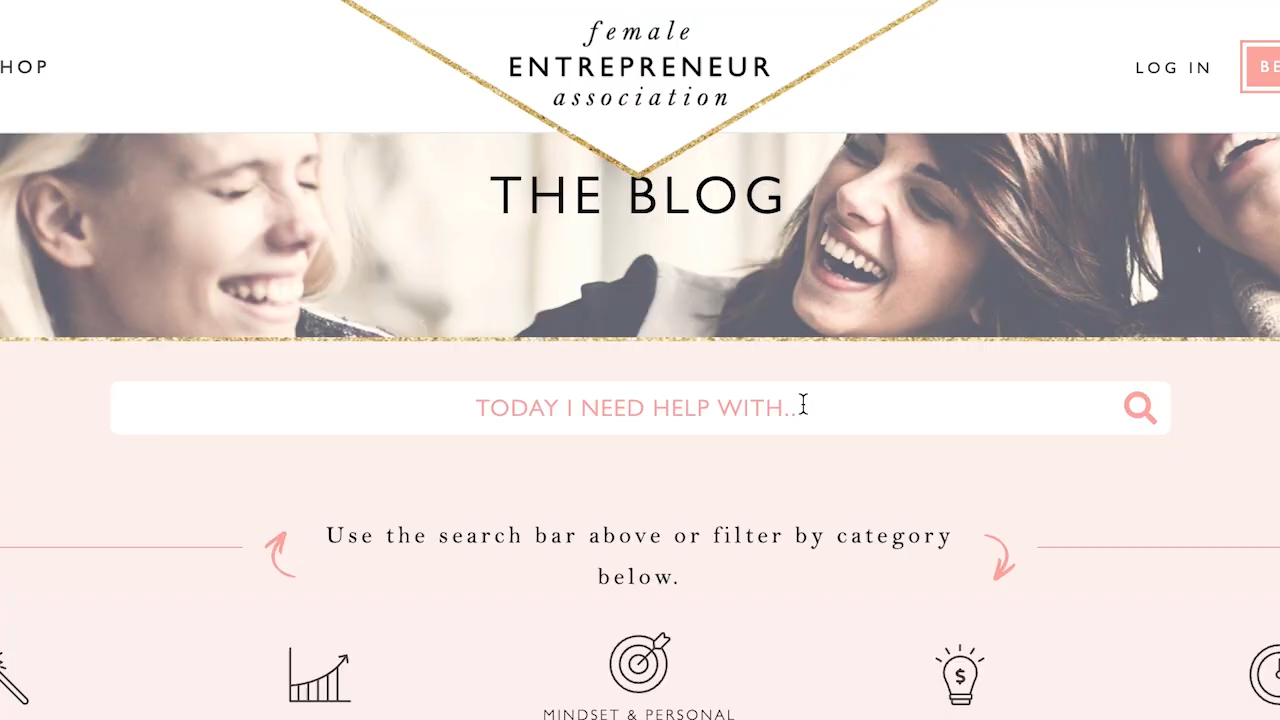 HOP
female
ENTREPRENEUR
association
LOG IN
BE
THE BLOG
TODAY I NEED HELP WITH...
Use the search bar above or filter by category
below.
$
MINDSET & PERSONAL